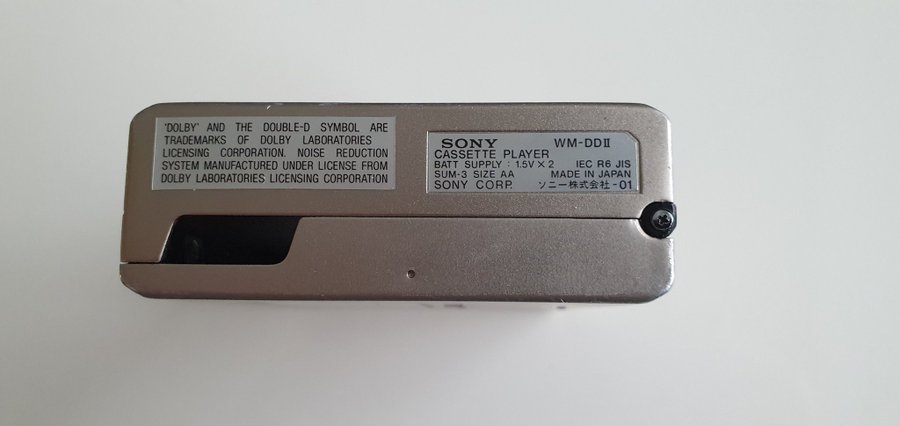 'DOLBY' AND THE DOUBLE-D SYMBOL ARE
TRADEMARKS OF DOLBY LABORATORIES
LICENSING CORPORATION. NOISE REDUCTION
SYSTEM MANUFACTURED UNDER LICENSE FROM
DOLBY LABORATORIES LICENSING CORPORATION
SONY WM-DDⅡ
CASSETTE PLAYER
BATT SUPPLY : 1.5V × 2 IEC R6 JIS
SUM-3 SIZE AA MADE IN JAPAN
SONY CORP. ソニー株式会社-01